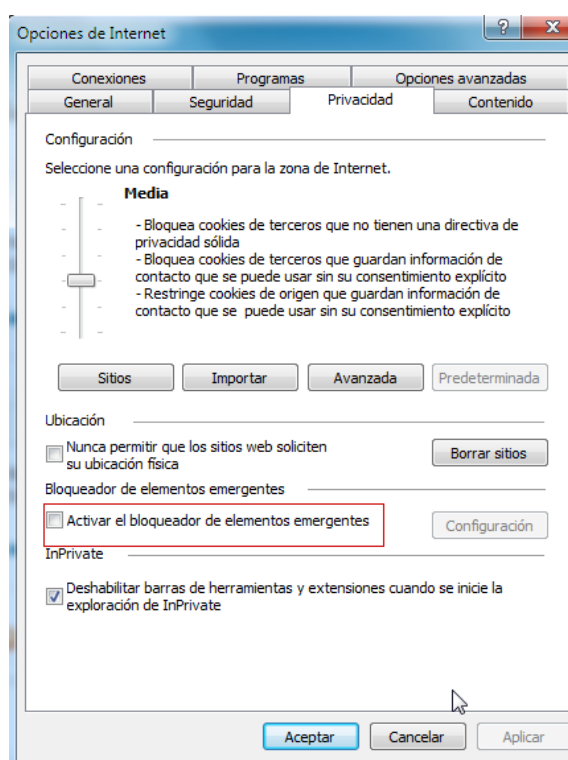 Opciones de Internet
Conexiones Programas Opciones avanzadas
General Seguridad Privacidad Contenido
Configuración
Seleccione una configuración para la zona de Internet.
Media
- Bloquea cookies de terceros que no tienen una directiva de
privacidad sólida
- Bloquea cookies de terceros que guardan información de
contacto que se puede usar sin su consentimiento explícito
- Restringe cookies de origen que guardan información de
contacto que se puede usar sin su consentimiento explícito
Sitios Importar Avanzada Predeterminada
Ubicación
Nunca permitir que los sitios web soliciten
su ubicación física
Borrar sitios
Bloqueador de elementos emergentes
Activar el bloqueador de elementos emergentes
Configuración
InPrivate
Deshabilitar barras de herramientas y extensiones cuando se inicie la
exploración de InPrivate
Aceptar Cancelar Aplicar